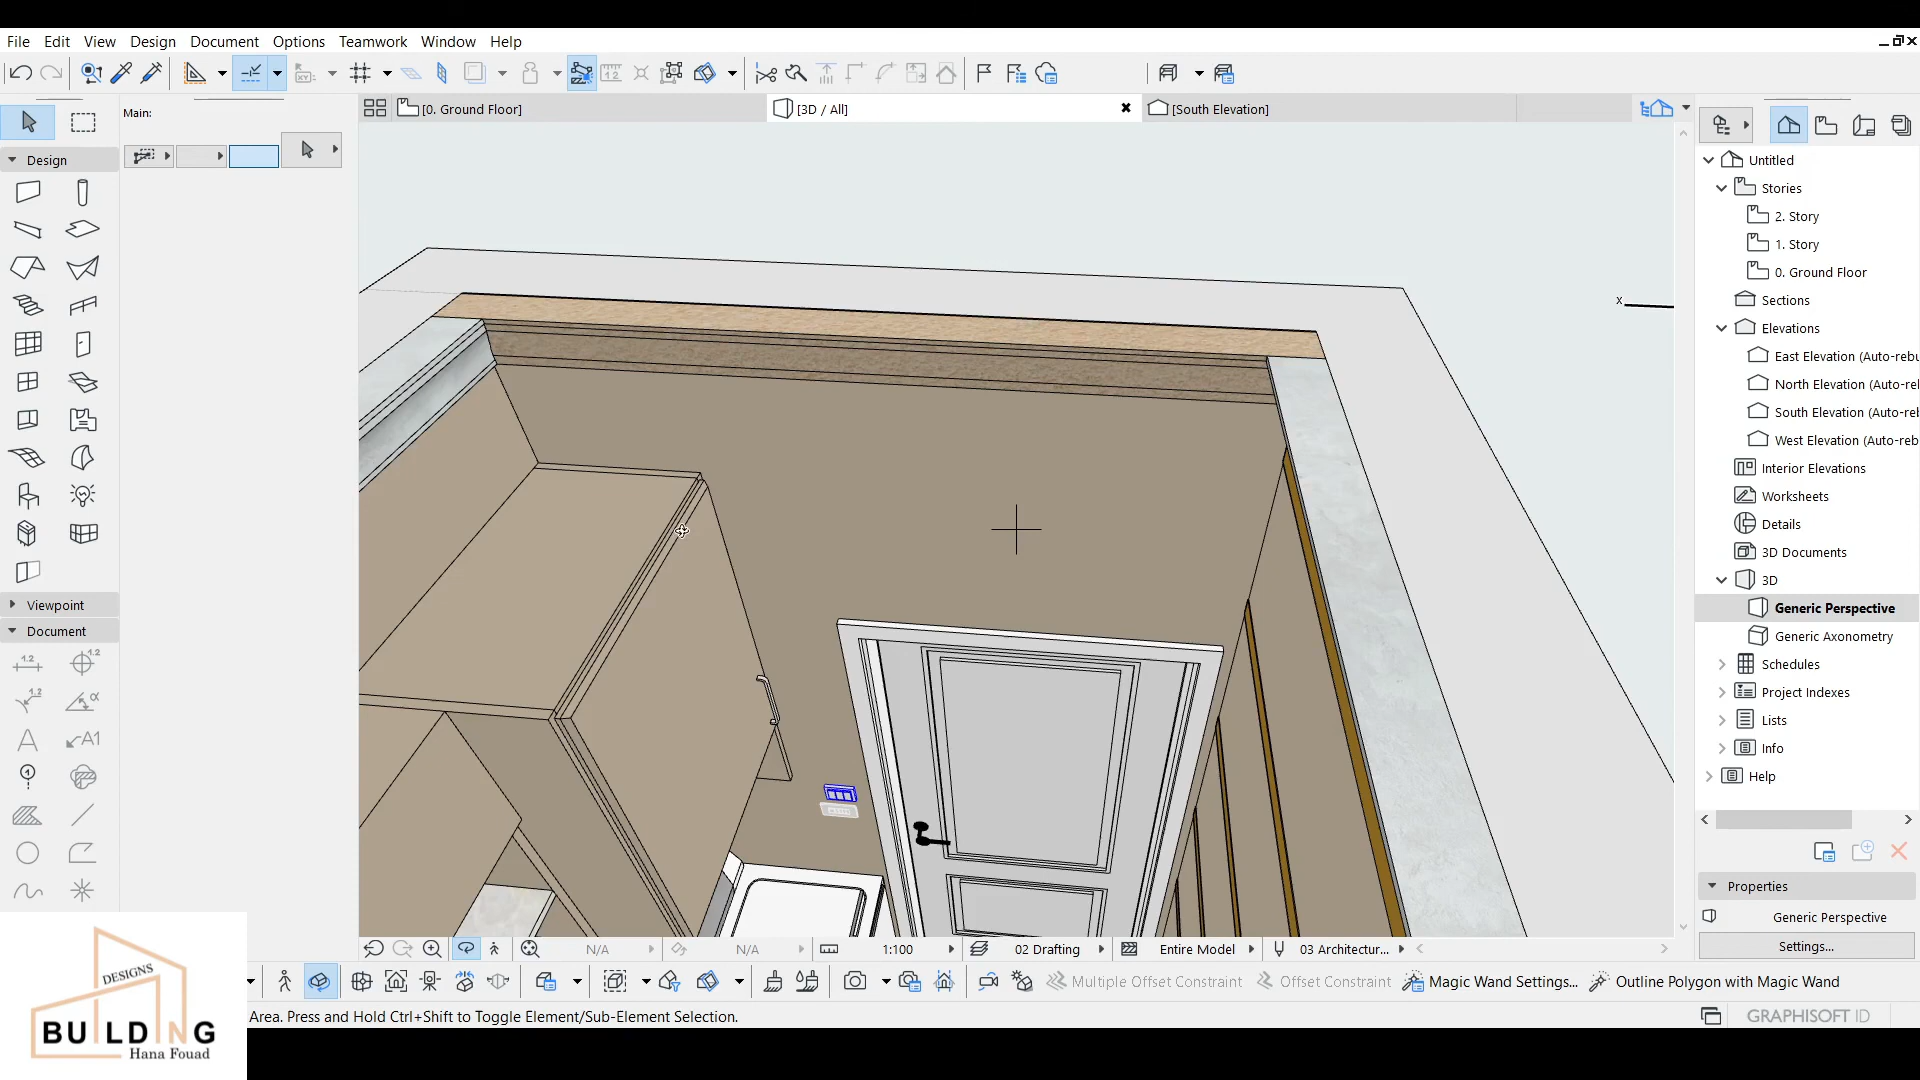 File Edit View Design Document Options Teamwork Window Help
[0. Ground Floor] [3D / All] [South Elevation]
Main:
Design
Viewpoint
Document
Untitled
Stories
2. Story
1. Story
0. Ground Floor
Sections
Elevations
East Elevation (Auto-rebu
North Elevation (Auto-rel
South Elevation (Auto-rel
West Elevation (Auto-reb
Interior Elevations
Worksheets
Details
3D Documents
3D
Generic Perspective
Generic Axonometry
Schedules
Project Indexes
Lists
Info
Help
Properties
Generic Perspective
Settings...
x
N/A N/A 1:100 02 Drafting Entire Model 03 Architectur...
Multiple Offset Constraint Offset Constraint Magic Wand Settings... Outline Polygon with Magic Wand
Area. Press and Hold Ctrl+Shift to Toggle Element/Sub-Element Selection.
GRAPHISOFT ID
DESIGNS
BUILDING
Hana Fouad